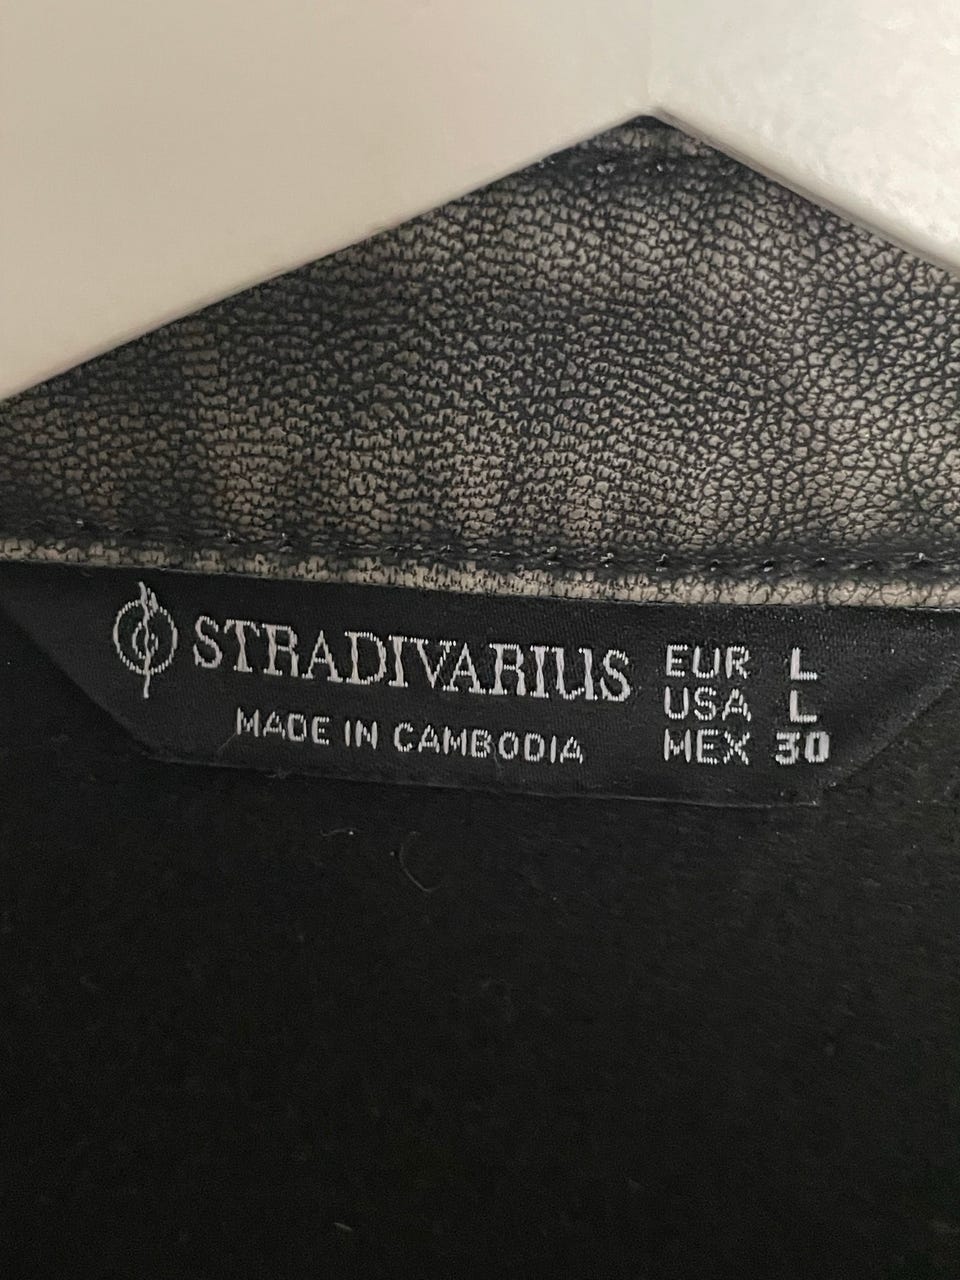 STRADIVARIUS
MADE IN CAMBODIA
EUR L
USA L
MEX 30